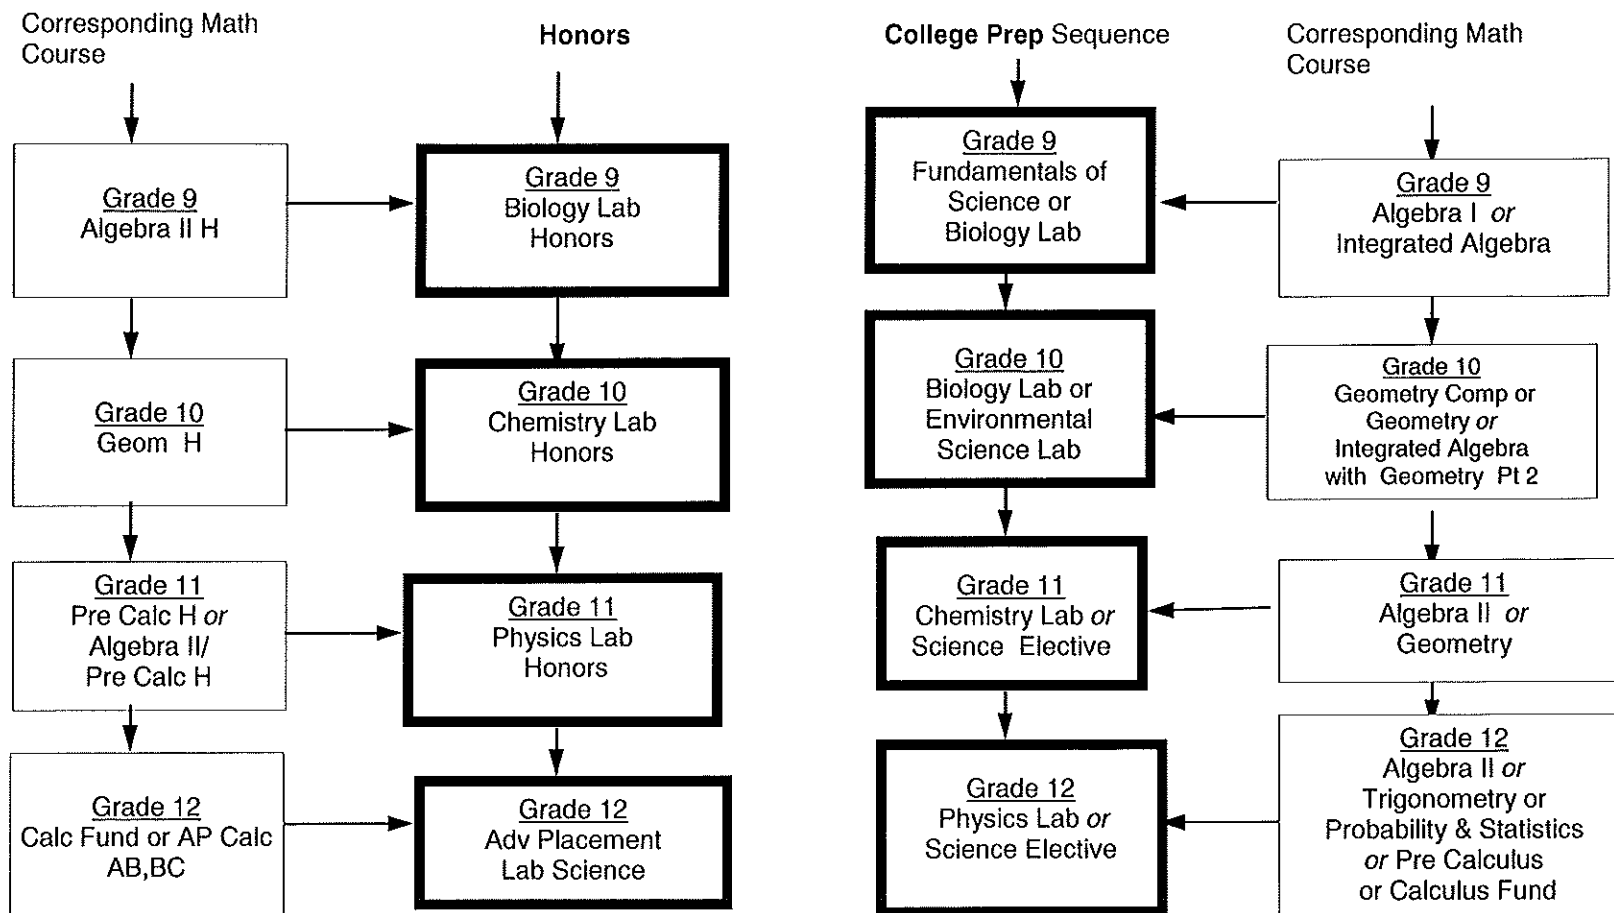 Corresponding Math
Course
Honors
College Prep Sequence
Corresponding Math
Course
Grade 9
Algebra II H
Grade 9
Biology Lab
Honors
Grade 9
Fundamentals of
Science or
Biology Lab
Grade 9
Algebra I or
Integrated Algebra
Grade 10
Geom H
Grade 10
Chemistry Lab
Honors
Grade 10
Biology Lab or
Environmental
Science Lab
Grade 10
Geometry Comp or
Geometry or
Integrated Algebra
with Geometry Pt 2
Grade 11
Pre Calc H or
Algebra II/
Pre Calc H
Grade 11
Physics Lab
Honors
Grade 11
Chemistry Lab or
Science Elective
Grade 11
Algebra II or
Geometry
Grade 12
Calc Fund or AP Calc
AB,BC
Grade 12
Adv Placement
Lab Science
Grade 12
Physics Lab or
Science Elective
Grade 12
Algebra II or
Trigonometry or
Probability & Statistics
or Pre Calculus
or Calculus Fund